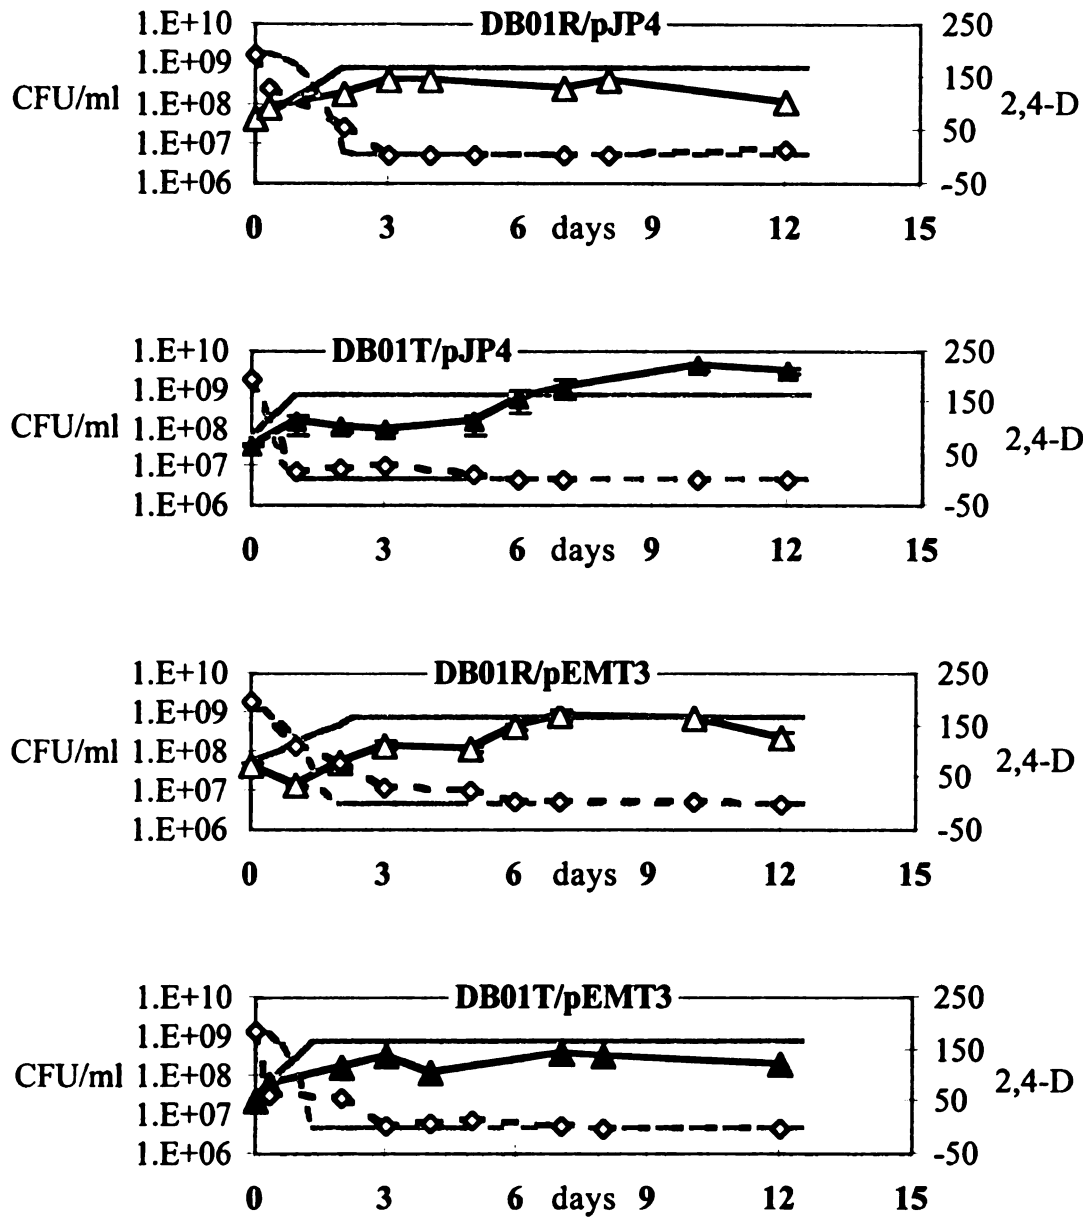 1.E+10 DB01R/pJP4 250
1.E+09
CFU/ml 1.E+08 150 2,4-D
1.E+07 50
1.E+06 -50
0 3 6 days 9 12 15
1.E+10 DB01T/pJP4 250
1.E+09 150
CFU/ml 1.E+08 2,4-D
1.E+07 50
1.E+06 -50
0 3 6 days 9 12 15
1.E+10 DB01R/pEMT3 250
1.E+09 150
CFU/ml 1.E+08 2,4-D
1.E+07 50
1.E+06 -50
0 3 6 days 9 12 15
1.E+10 DB01T/pEMT3 250
1.E+09 150
CFU/ml 1.E+08 2,4-D
1.E+07 50
1.E+06 -50
0 3 6 days 9 12 15